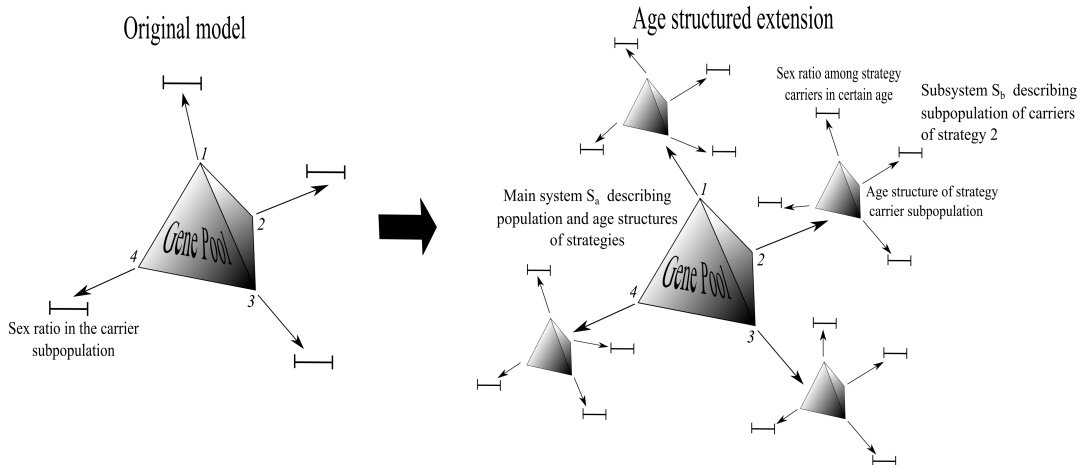 Original model
1
2
Gene Pool
4
3
Sex ratio in the carrier
subpopulation
Age structured extension
Sex ratio among strategy
carriers in certain age
Subsystem Sb describing
subpopulation of carriers
of strategy 2
Main system Sa describing
population and age structures
of strategies
Age structure of strategy
carrier subpopulation
1
2
Gene Pool
4
3